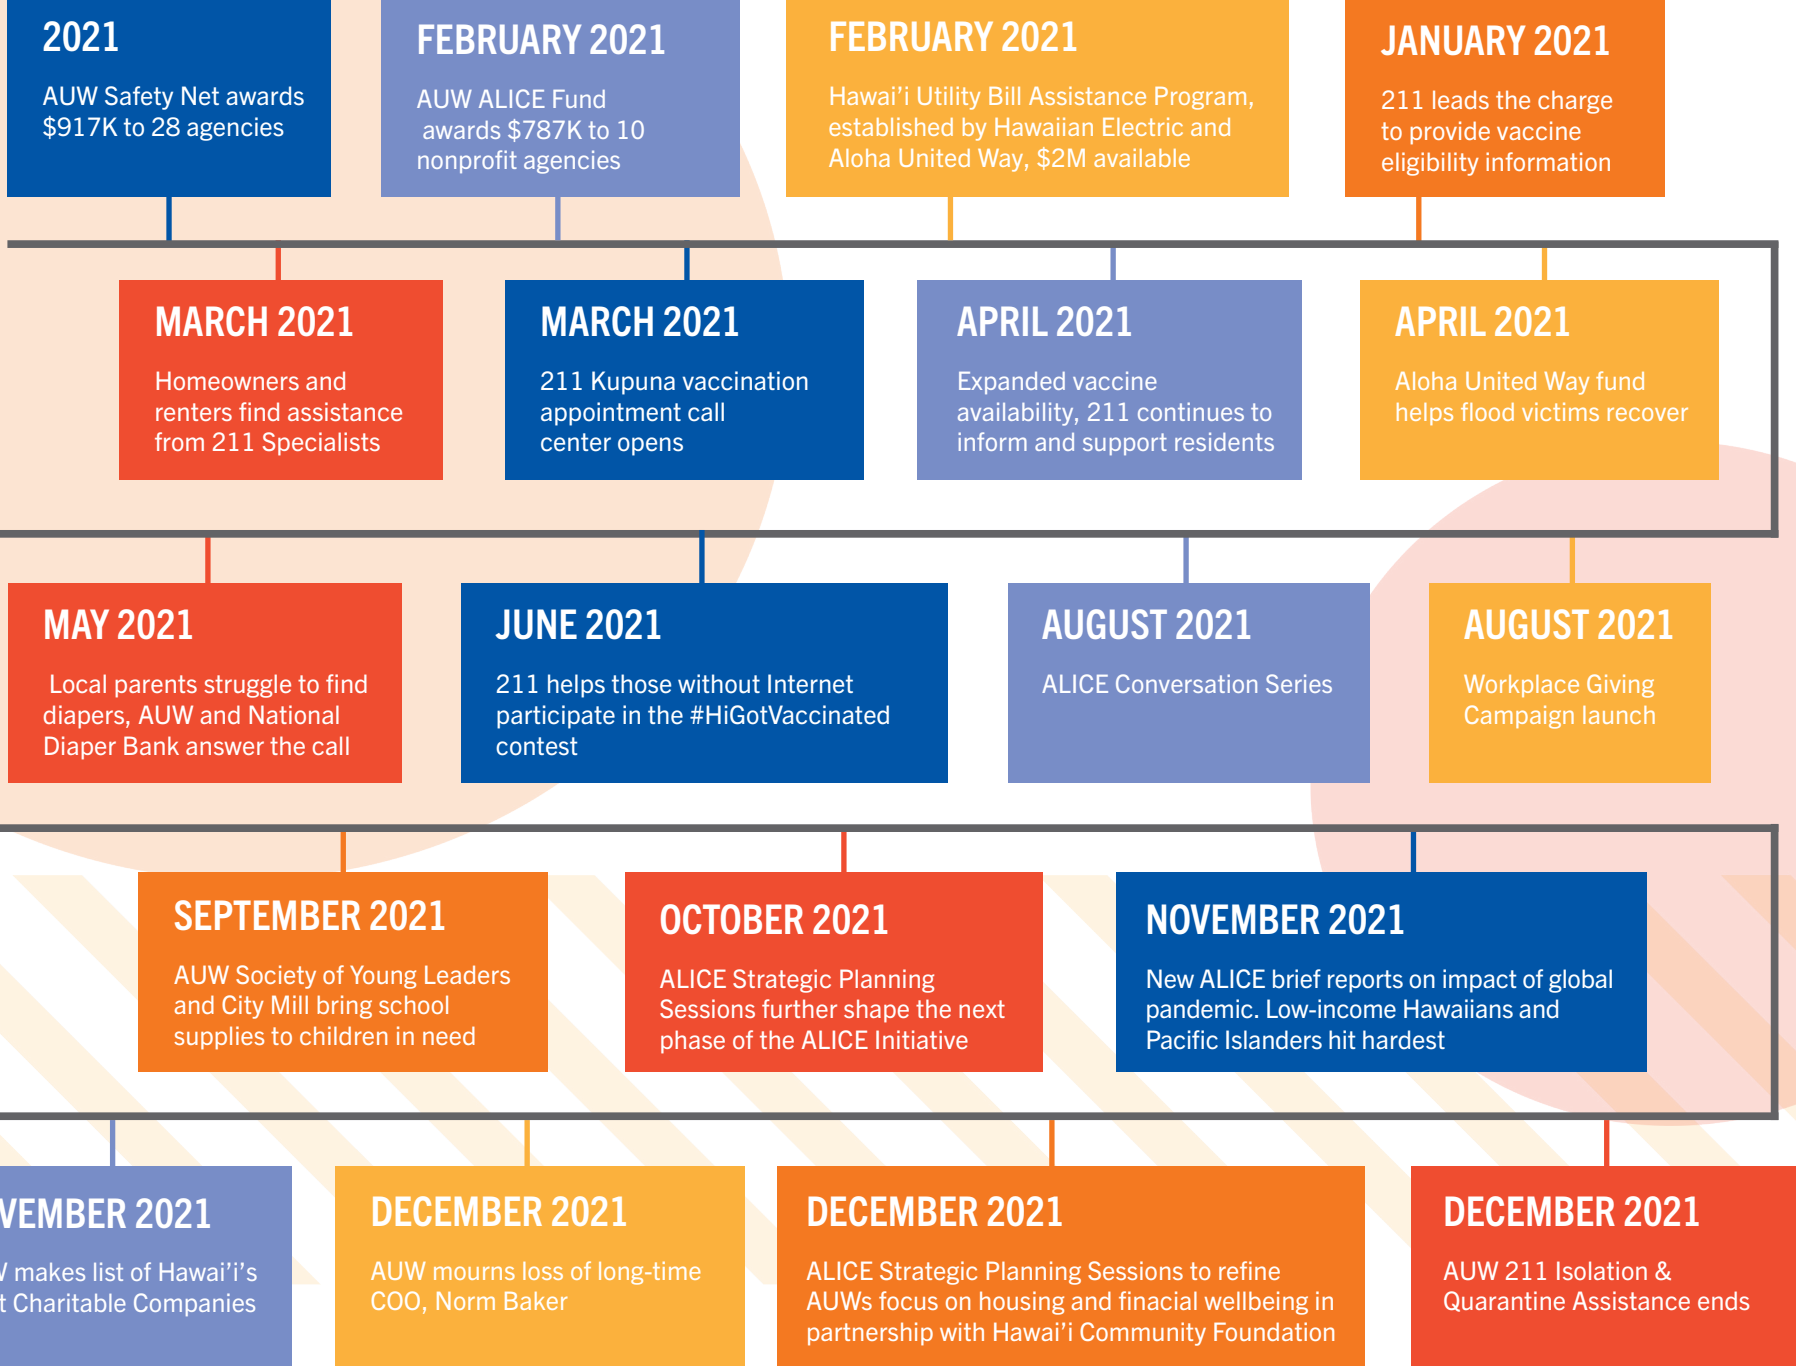 2021
AUW Safety Net awards
$917K to 28 agencies
FEBRUARY 2021
AUW ALICE Fund
awards $787K to 10
nonprofit agencies
FEBRUARY 2021
Hawai'i Utility Bill Assistance Program,
established by Hawaiian Electric and
Aloha United Way, $2M available
JANUARY 2021
211 leads the charge
to provide vaccine
eligibility information
MARCH 2021
Homeowners and
renters find assistance
from 211 Specialists
MARCH 2021
211 Kupuna vaccination
appointment call
center opens
APRIL 2021
Expanded vaccine
availability, 211 continues to
inform and support residents
APRIL 2021
Aloha United Way fund
helps flood victims recover
MAY 2021
Local parents struggle to find
diapers, AUW and National
Diaper Bank answer the call
JUNE 2021
211 helps those without Internet
participate in the #HiGotVaccinated
contest
AUGUST 2021
ALICE Conversation Series
AUGUST 2021
Workplace Giving
Campaign launch
SEPTEMBER 2021
AUW Society of Young Leaders
and City Mill bring school
supplies to children in need
OCTOBER 2021
ALICE Strategic Planning
Sessions further shape the next
phase of the ALICE Initiative
NOVEMBER 2021
New ALICE brief reports on impact of global
pandemic. Low-income Hawaiians and
Pacific Islanders hit hardest
VEMBER 2021
makes list of Hawai'i's
t Charitable Companies
DECEMBER 2021
AUW mourns loss of long-time
COO, Norm Baker
DECEMBER 2021
ALICE Strategic Planning Sessions to refine
AUWs focus on housing and finacial wellbeing in
partnership with Hawai'i Community Foundation
DECEMBER 2021
AUW 211 Isolation &
Quarantine Assistance ends